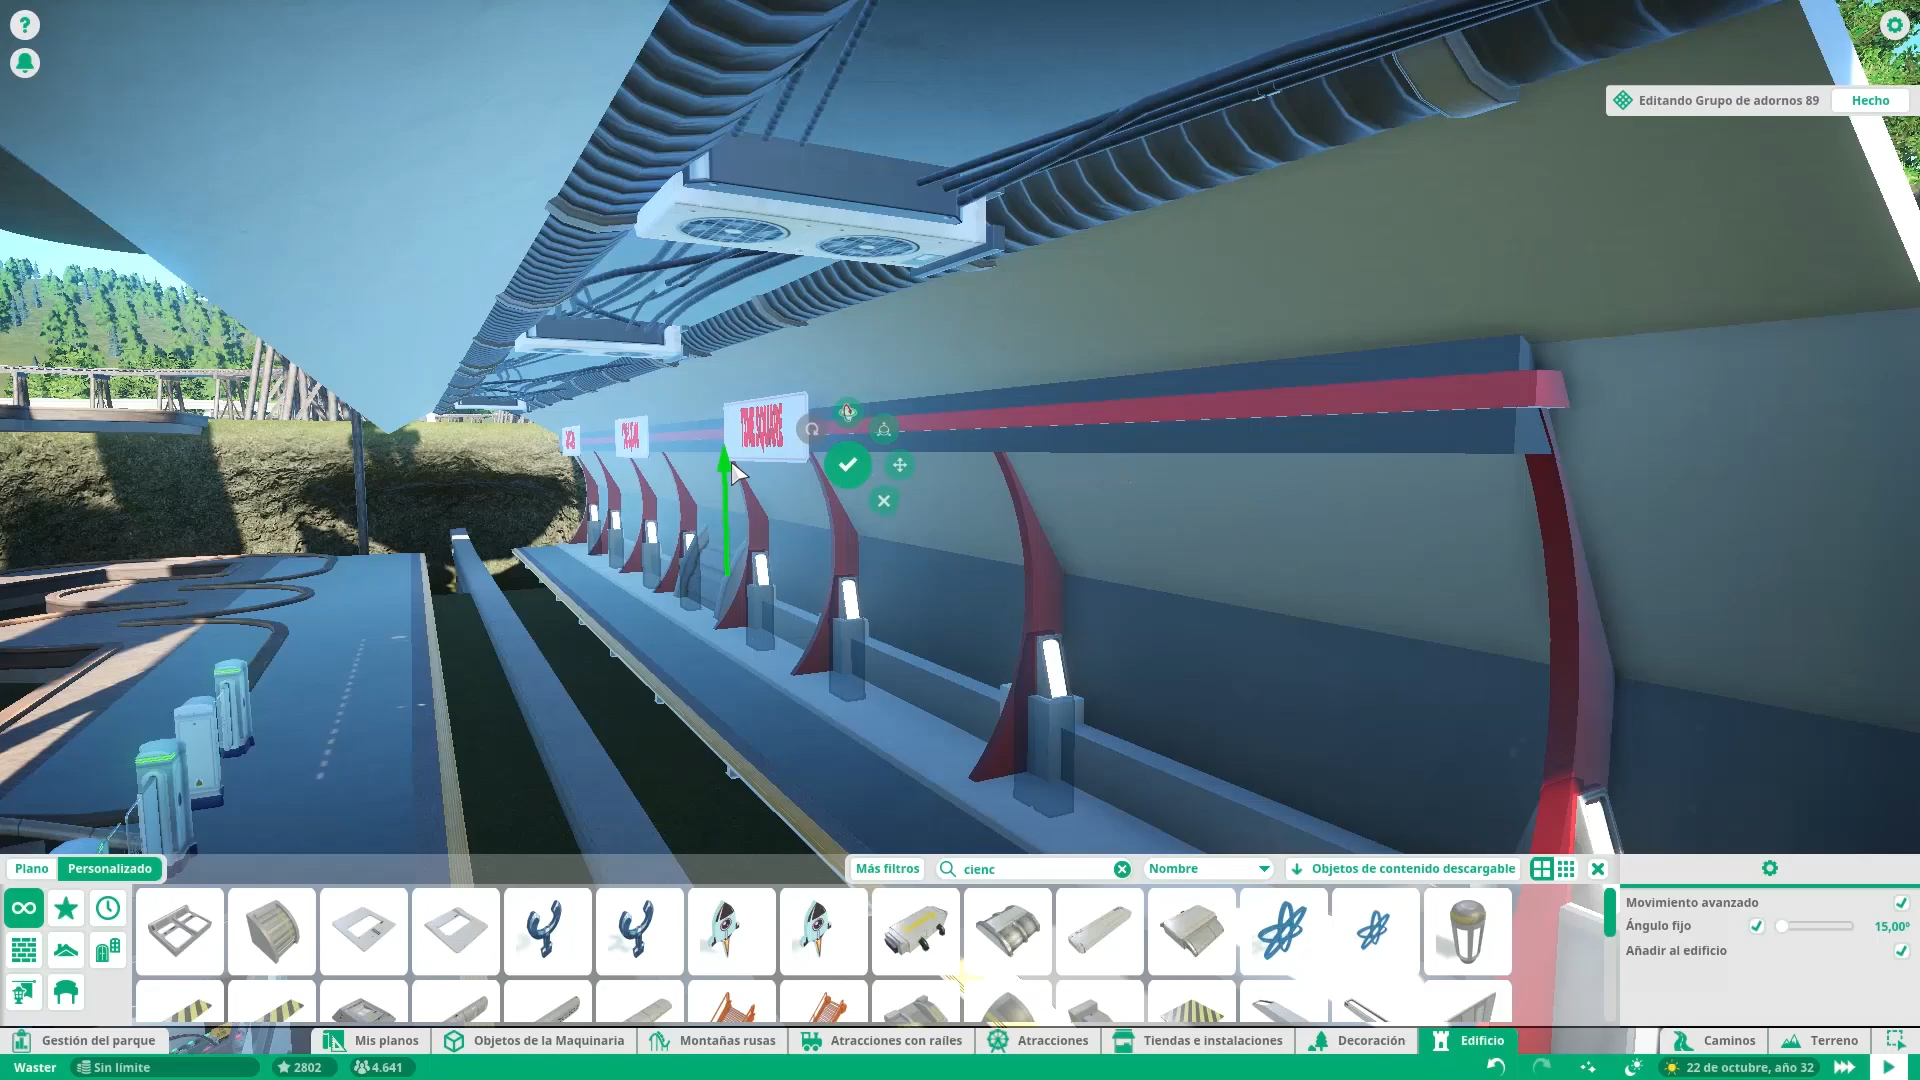 ?
Editando Grupo de adornos 89
Hecho
TIME SQUARE
Plano
Personalizado
Más filtros
cienc
Nombre
Objetos de contenido descargable
Movimiento avanzado
Ángulo fijo
15,00°
Añadir al edificio
Gestión del parque
Mis planos
Objetos de la Maquinaria
Montañas rusas
Atracciones con raíles
Atracciones
Tiendas e instalaciones
Decoración
Edificio
Caminos
Terreno
Waster
Sin límite
2802
4.641
22 de octubre, año 32